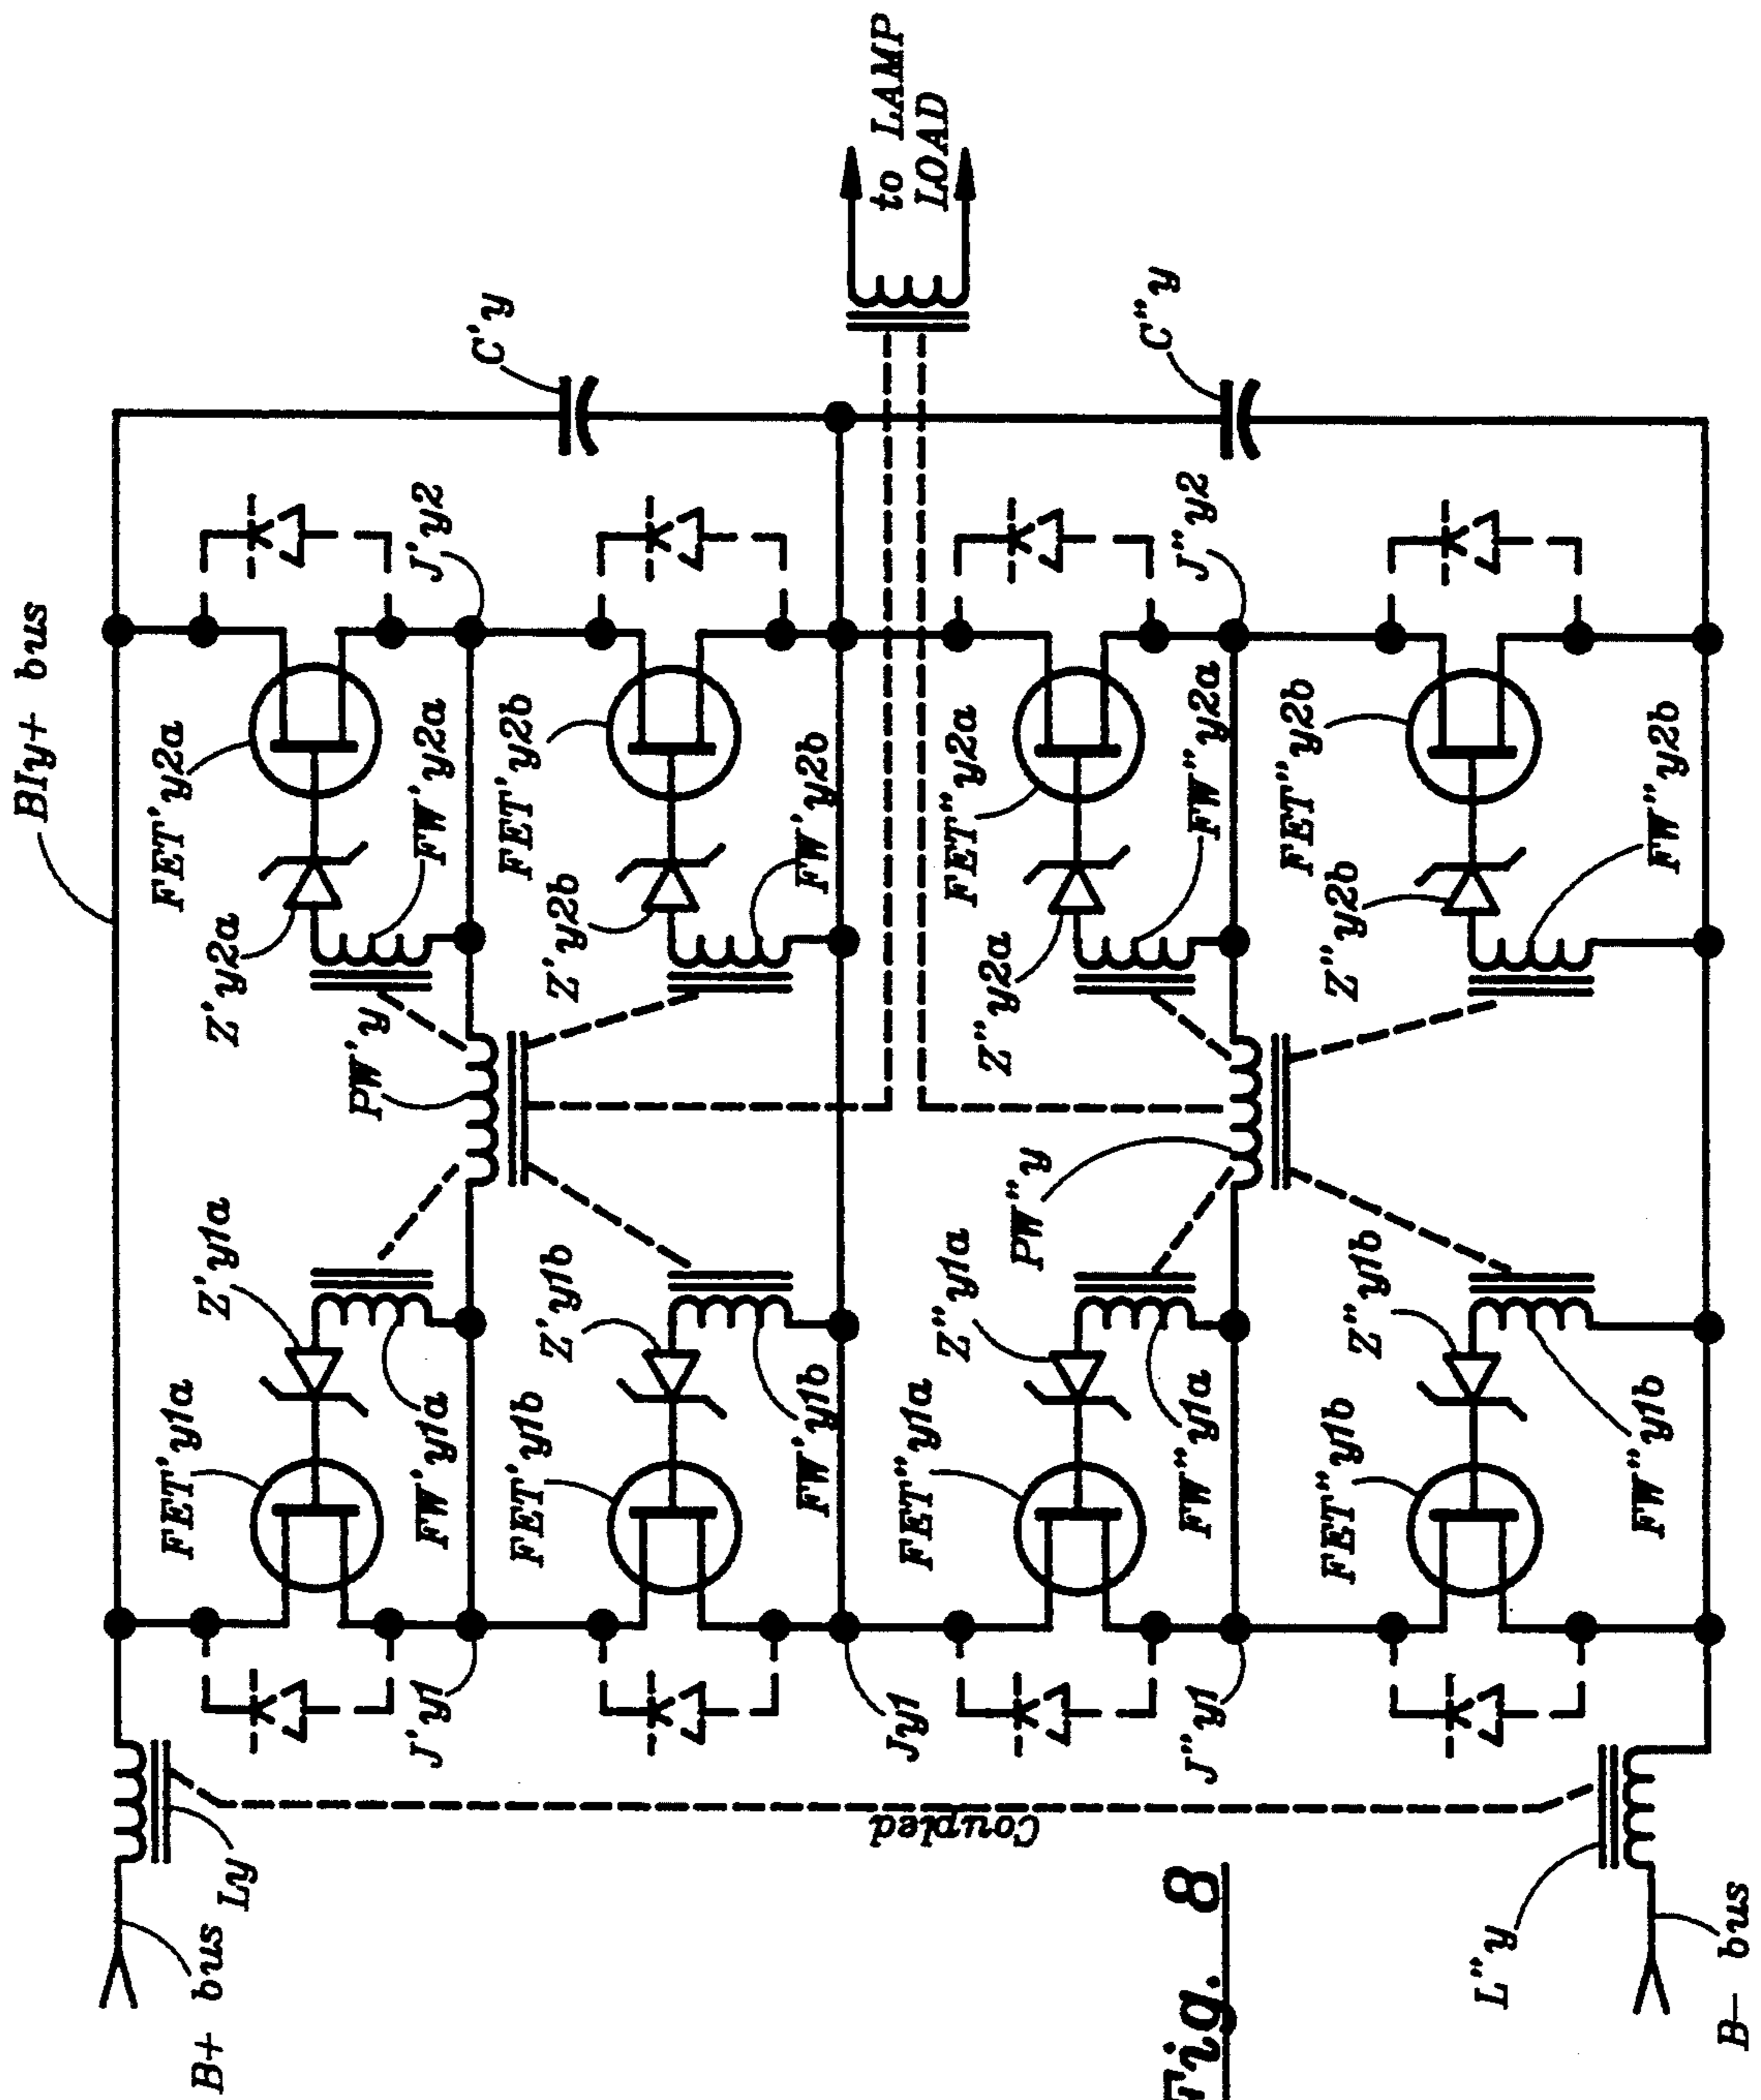 BIy+ bus
FET'y2a
Z'y2a
FW'y2a
J'y2
C'y
PW'y
FET'y2b
Z'y2b
FW'y2b
to LAMP
LOAD
Z'y1a
FET'y1a
FW'y1a
J'y1
Z'y1b
FET'y1b
FW'y1b
Jy1
B+ bus
Ly
Coupled
C"y
J"y2
FET"y2a
Z"y2a
FW"y2a
PW"y
FET"y2b
Z"y2b
FW"y2b
Z"y1a
FET"y1a
FW"y1a
J"y1
Z"y1b
FET"y1b
FW"y1b
L"y
B- bus
Fig. 8